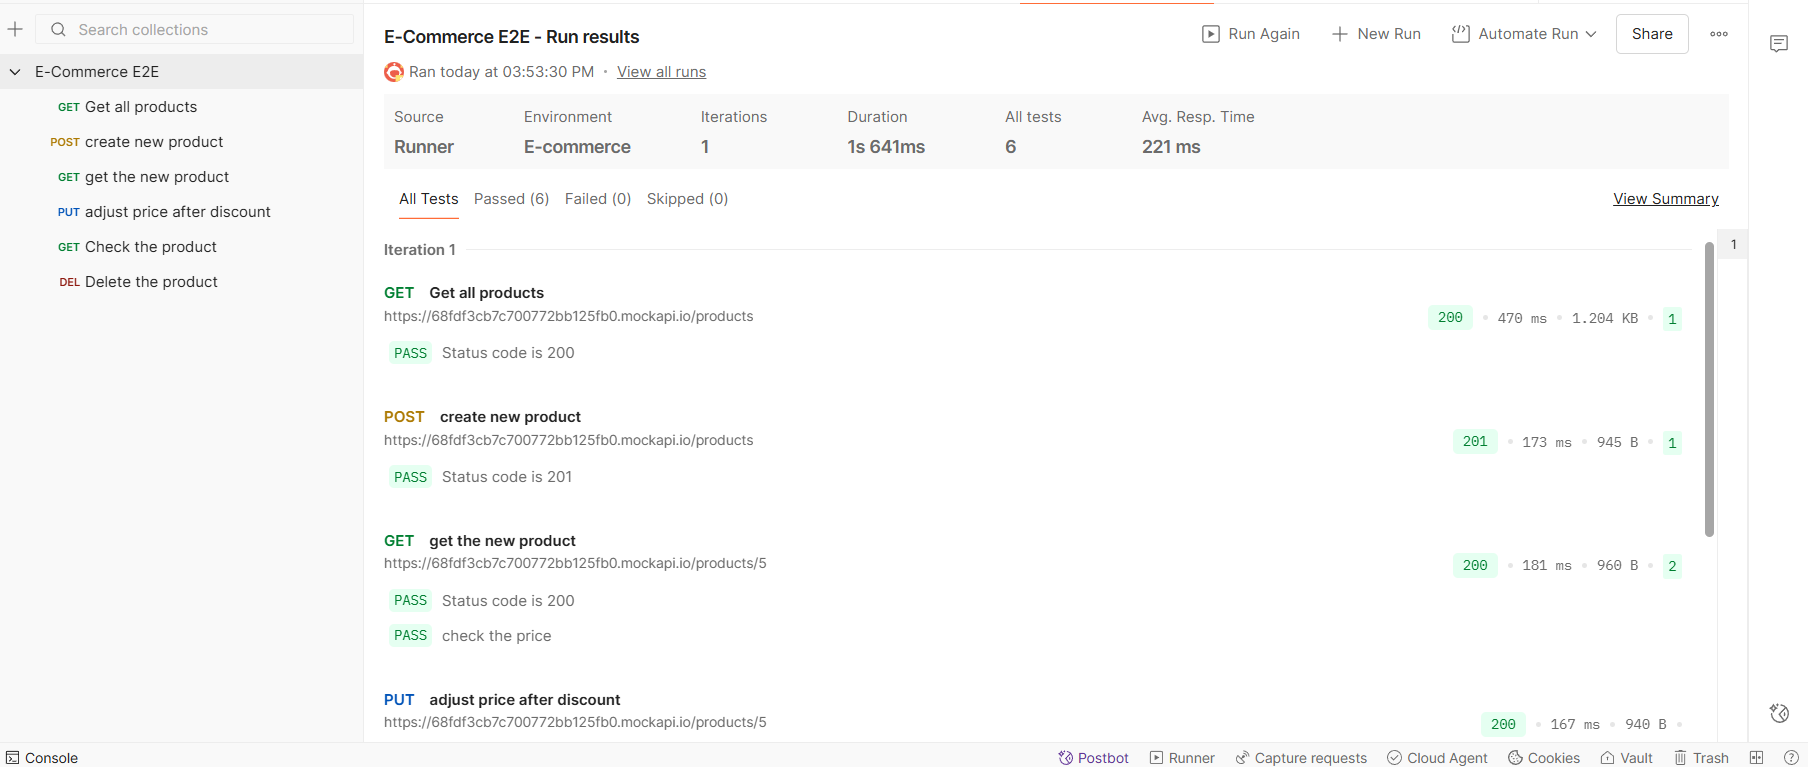 Search collections
E-Commerce E2E
GET Get all products
POST create new product
GET get the new product
PUT adjust price after discount
GET Check the product
DEL Delete the product
E-Commerce E2E - Run results
Run Again
New Run
Automate Run
Share
Ran today at 03:53:30 PM · View all runs
Source Environment Iterations Duration All tests Avg. Resp. Time
Runner E-commerce 1 1s 641ms 6 221 ms
All Tests Passed (6) Failed (0) Skipped (0) View Summary
Iteration 1
1
GET Get all products
https://68fdf3cb7c700772bb125fb0.mockapi.io/products
200 • 470 ms • 1.204 KB • 1
PASS Status code is 200
POST create new product
https://68fdf3cb7c700772bb125fb0.mockapi.io/products
201 • 173 ms • 945 B • 1
PASS Status code is 201
GET get the new product
https://68fdf3cb7c700772bb125fb0.mockapi.io/products/5
200 • 181 ms • 960 B • 2
PASS Status code is 200
PASS check the price
PUT adjust price after discount
https://68fdf3cb7c700772bb125fb0.mockapi.io/products/5
200 • 167 ms • 940 B •
Console
Postbot Runner Capture requests Cloud Agent Cookies Vault Trash